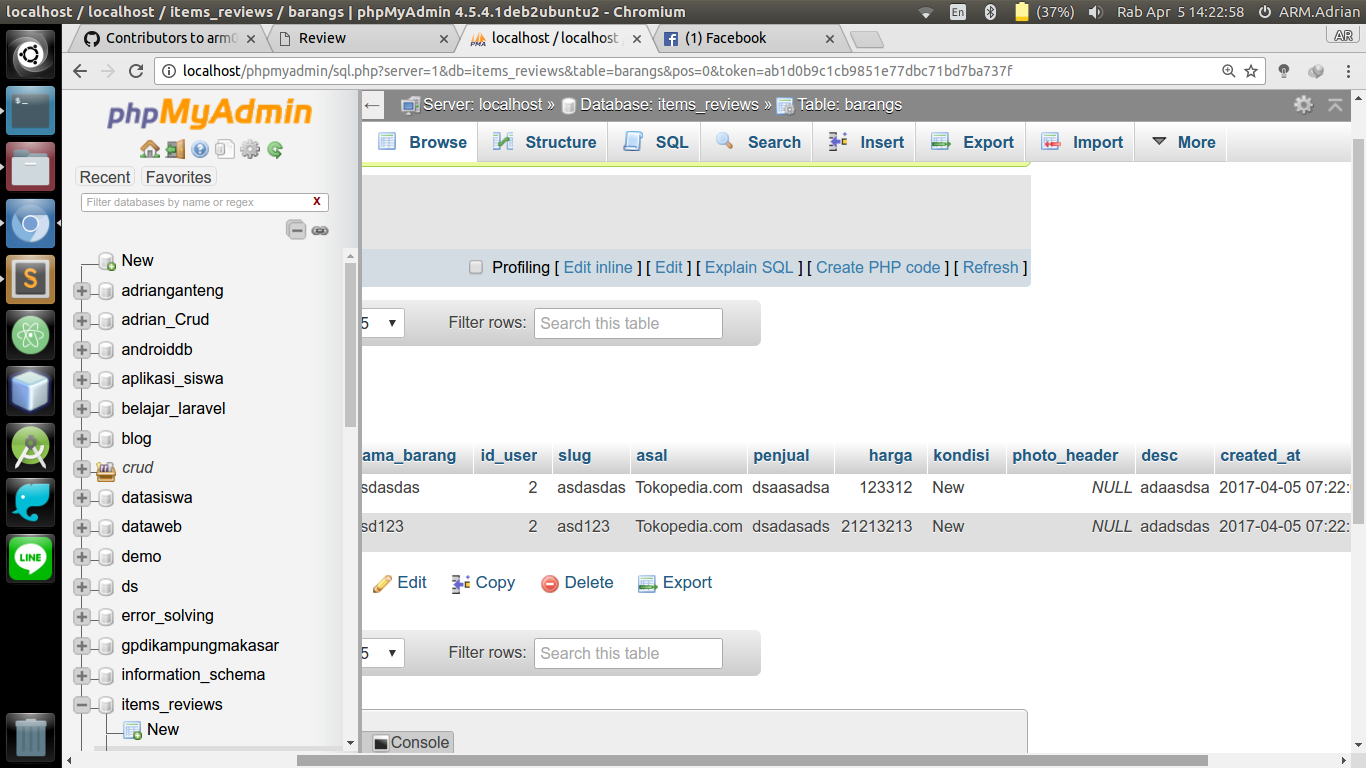 localhost / localhost / items_reviews / barangs | phpMyAdmin 4.5.4.1deb2ubuntu2 - Chromium
En (37%) Rab Apr 5 14:22:58 ARM.Adrian
Contributors to arm Review localhost / localhost (1) Facebook AR
localhost/phpmyadmin/sql.php?server=1&db=items_reviews&table=barangs&pos=0&token=ab1d0b9c1cb9851e77dbc71bd7ba737f
phpMyAdmin
Recent Favorites
Filter databases by name or regex X
New
adrianganteng
adrian_Crud
androiddb
aplikasi_siswa
belajar_laravel
blog
crud
datasiswa
dataweb
demo
ds
error_solving
gpdikampungmakasar
information_schema
items_reviews
New
← Server: localhost » Database: items_reviews » Table: barangs
Browse Structure SQL Search Insert Export Import More
Profiling [ Edit inline ] [ Edit ] [ Explain SQL ] [ Create PHP code ] [ Refresh ]
5 Filter rows: Search this table
ama_barang id_user slug asal penjual harga kondisi photo_header desc created_at
sdasdas 2 asdasdas Tokopedia.com dsaasadsa 123312 New NULL adaasdsa 2017-04-05 07:22:
sd123 2 asd123 Tokopedia.com dsadasads 21213213 New NULL adadsdas 2017-04-05 07:22:
Edit Copy Delete Export
5 Filter rows: Search this table
Console
$_
S
LINE